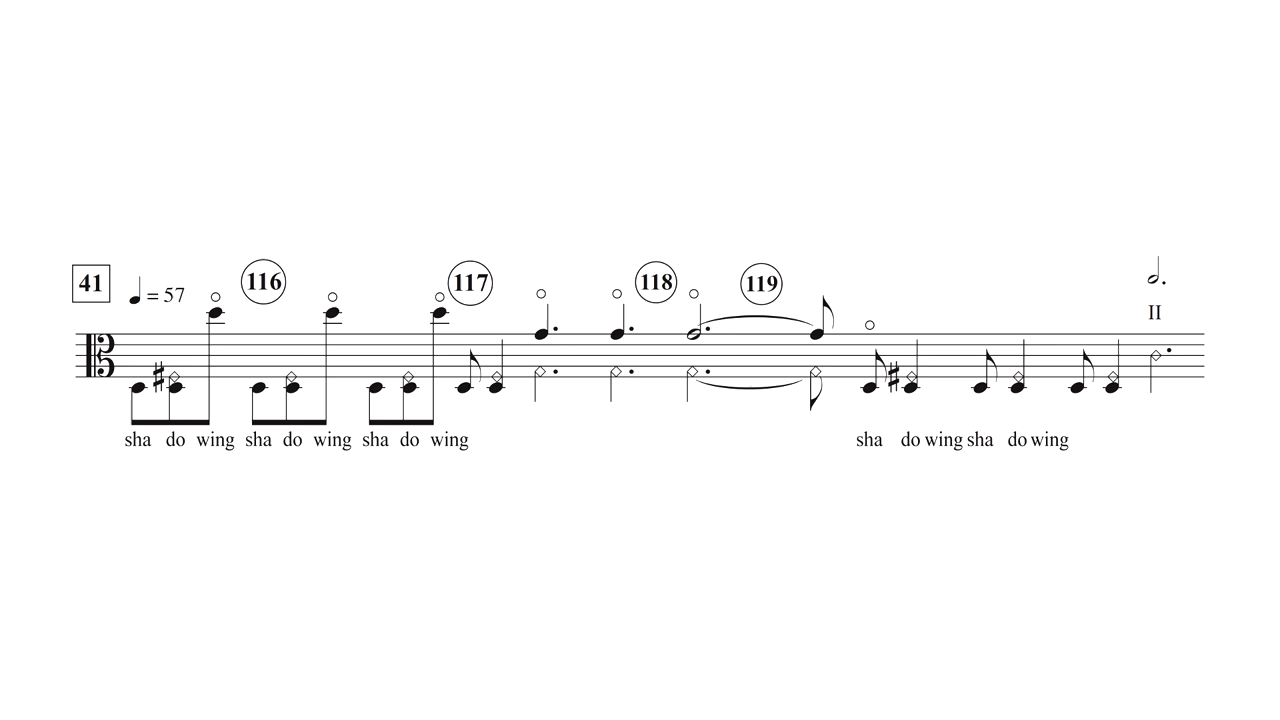 41 = 57 116 117 118 119
II
sha do wing sha do wing sha do wing sha do wing sha do wing